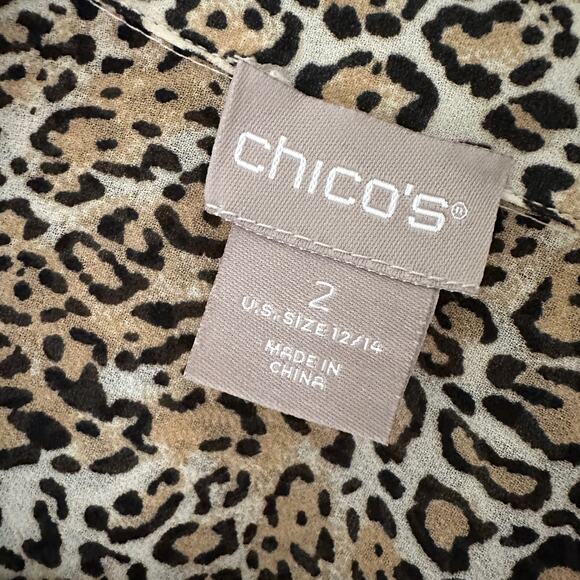 chico's®
2
U.S. SIZE 12/14
MADE IN
CHINA